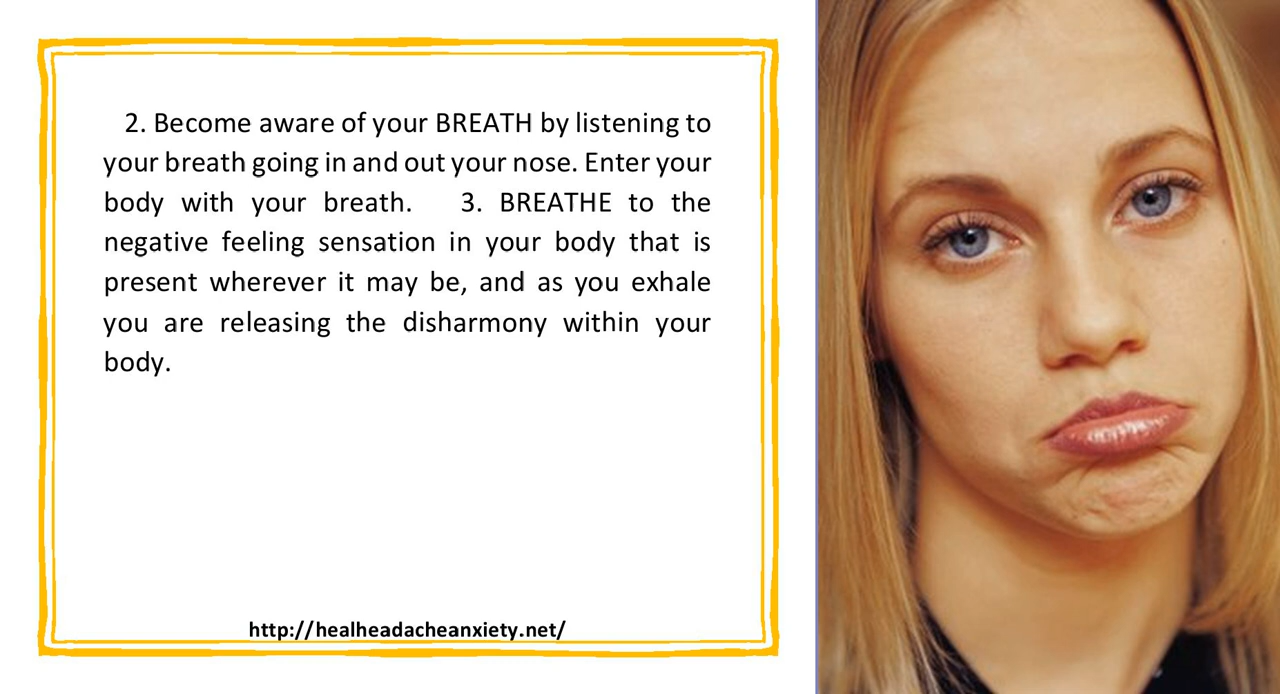 2. Become aware of your BREATH by listening to
your breath going in and out your nose. Enter your
body with your breath. 3. BREATHE to the
negative feeling sensation in your body that is
present wherever it may be, and as you exhale
you are releasing the disharmony within your
body.
http://healheadacheanxiety.net/